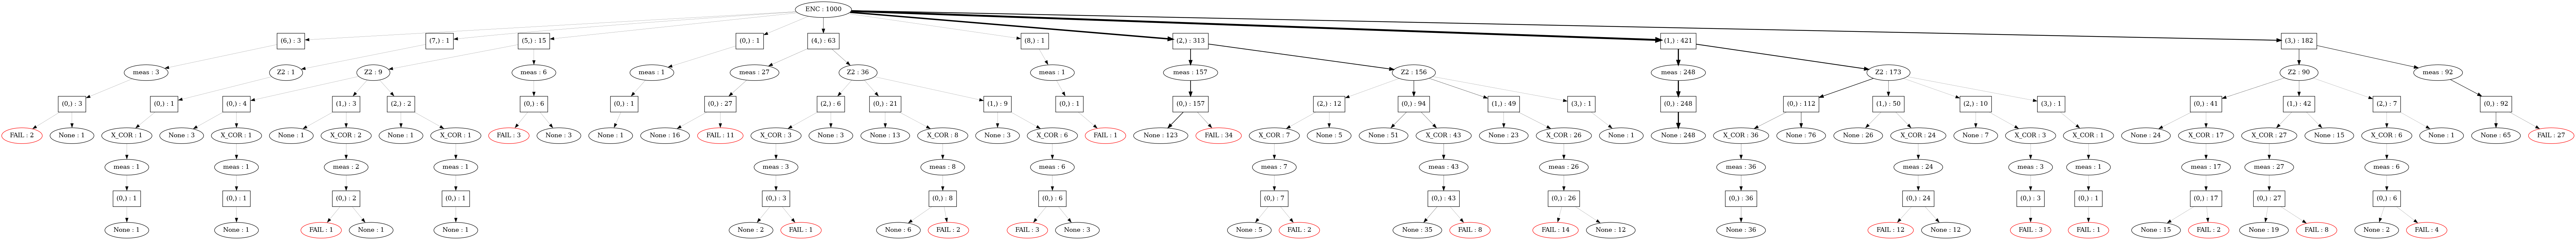 ENC : 1000
(6,) : 3
(7,) : 1
(5,) : 15
(0,) : 1
(4,) : 63
(8,) : 1
(2,) : 313
(1,) : 421
(3,) : 182
meas : 3
Z2 : 1
Z2 : 9
meas : 6
meas : 1
meas : 27
Z2 : 36
meas : 1
meas : 157
Z2 : 156
meas : 248
Z2 : 173
Z2 : 90
meas : 92
(0,) : 3
(0,) : 1
(0,) : 4
(1,) : 3
(2,) : 2
(0,) : 6
(0,) : 1
(0,) : 27
(2,) : 6
(0,) : 21
(1,) : 9
(0,) : 1
(0,) : 157
(2,) : 12
(0,) : 94
(1,) : 49
(3,) : 1
(0,) : 248
(0,) : 112
(1,) : 50
(2,) : 10
(3,) : 1
(0,) : 41
(1,) : 42
(2,) : 7
(0,) : 92
FAIL : 2
None : 1
X_COR : 1
None : 3
X_COR : 1
None : 1
X_COR : 2
None : 1
X_COR : 1
FAIL : 3
None : 3
None : 1
None : 16
FAIL : 11
X_COR : 3
None : 3
None : 13
X_COR : 8
None : 3
X_COR : 6
FAIL : 1
None : 123
FAIL : 34
X_COR : 7
None : 5
None : 51
X_COR : 43
None : 23
X_COR : 26
None : 1
None : 248
X_COR : 36
None : 76
None : 26
X_COR : 24
None : 7
X_COR : 3
X_COR : 1
None : 24
X_COR : 17
X_COR : 27
None : 15
X_COR : 6
None : 1
None : 65
FAIL : 27
meas : 1
meas : 1
meas : 2
meas : 1
meas : 3
meas : 8
meas : 6
meas : 7
meas : 43
meas : 26
meas : 36
meas : 24
meas : 3
meas : 1
meas : 17
meas : 27
meas : 6
(0,) : 1
(0,) : 1
(0,) : 2
(0,) : 1
(0,) : 3
(0,) : 8
(0,) : 6
(0,) : 7
(0,) : 43
(0,) : 26
(0,) : 36
(0,) : 24
(0,) : 3
(0,) : 1
(0,) : 17
(0,) : 27
(0,) : 6
None : 1
None : 1
FAIL : 1
None : 1
None : 1
None : 2
FAIL : 1
None : 6
FAIL : 2
FAIL : 3
None : 3
None : 5
FAIL : 2
None : 35
FAIL : 8
FAIL : 14
None : 12
None : 36
FAIL : 12
None : 12
FAIL : 3
FAIL : 1
None : 15
FAIL : 2
None : 19
FAIL : 8
None : 2
FAIL : 4